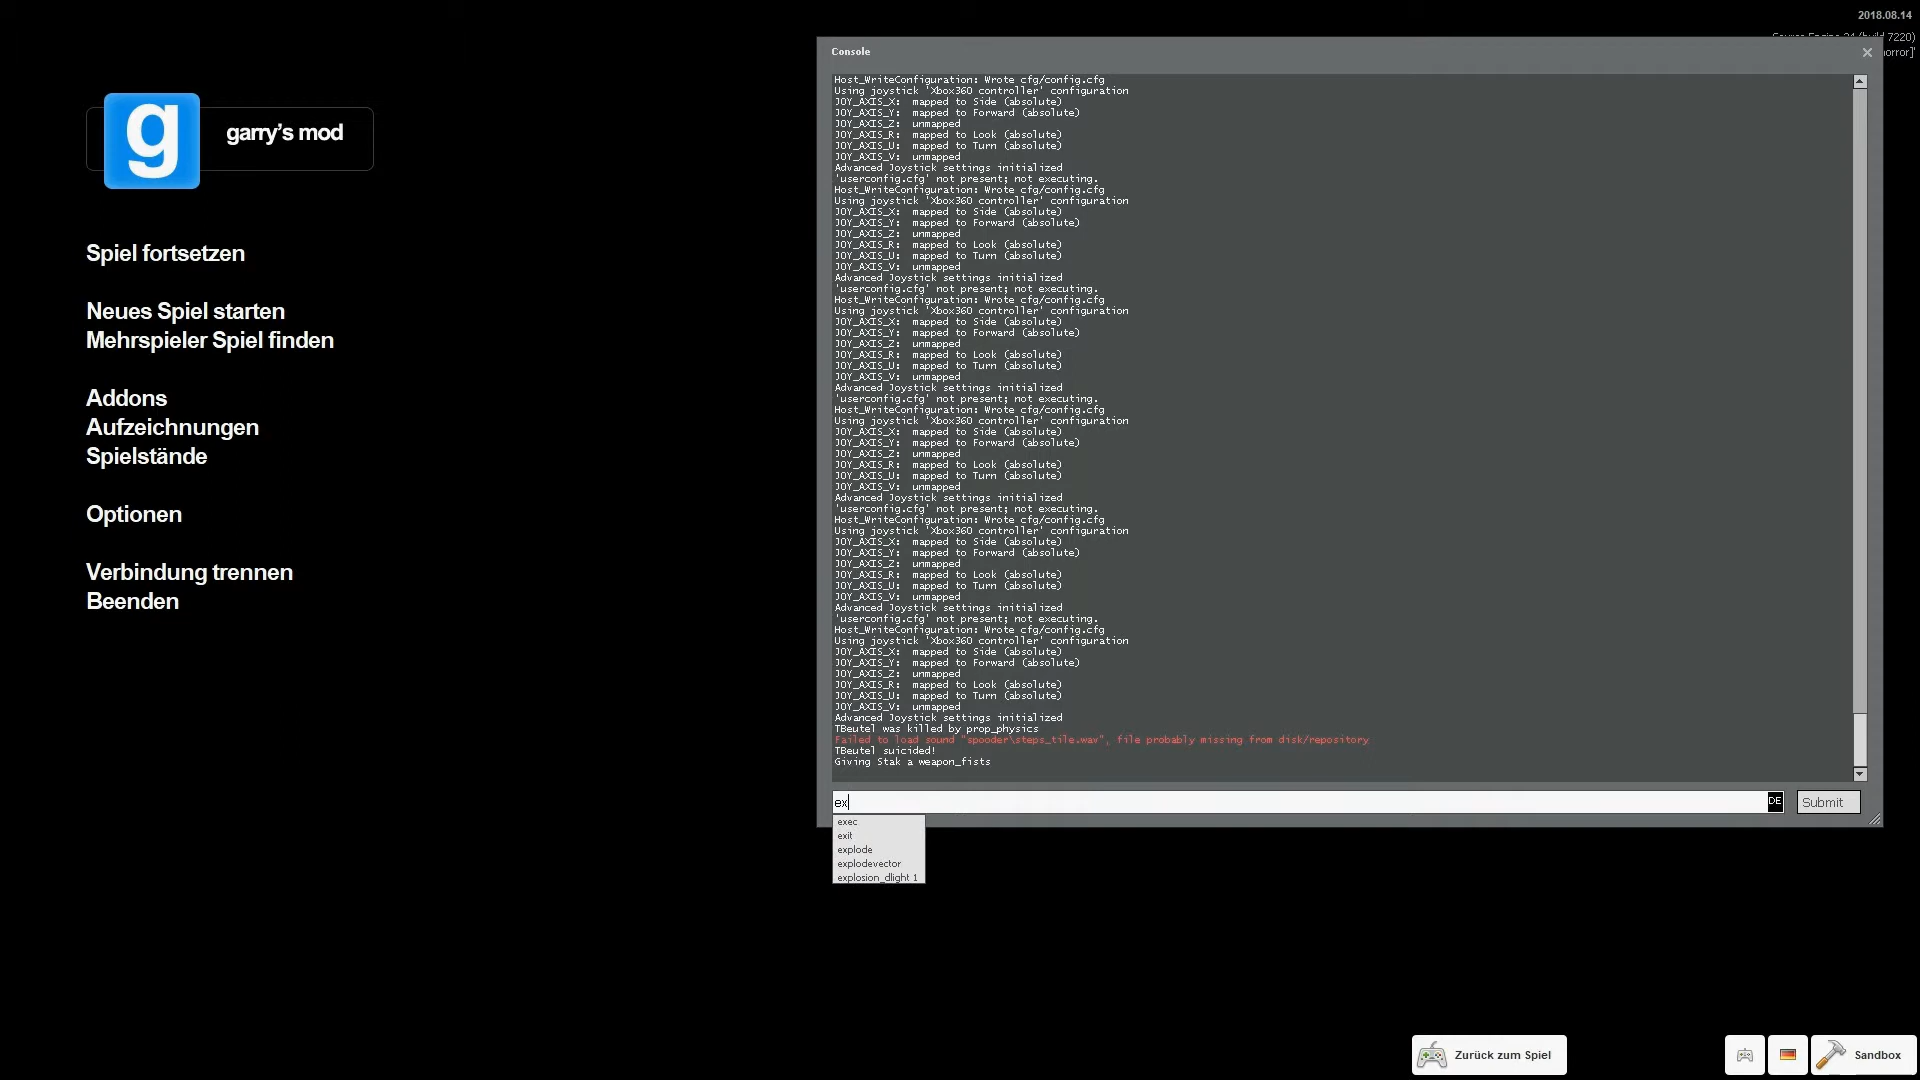 2018.08.14
Source Engine 24 (build 7220)
horror]'
Console
g
garry's mod
Spiel fortsetzen
Neues Spiel starten
Mehrspieler Spiel finden
Addons
Aufzeichnungen
Spielstände
Optionen
Verbindung trennen
Beenden
Host_WriteConfiguration: Wrote cfg/config.cfg
Using joystick 'Xbox360 controller' configuration
JOY_AXIS_X: mapped to Side (absolute)
JOY_AXIS_Y: mapped to Forward (absolute)
JOY_AXIS_Z: unmapped
JOY_AXIS_R: mapped to Look (absolute)
JOY_AXIS_U: mapped to Turn (absolute)
JOY_AXIS_V: unmapped
Advanced Joystick settings initialized
'userconfig.cfg' not present; not executing.
Host_WriteConfiguration: Wrote cfg/config.cfg
Using joystick 'Xbox360 controller' configuration
JOY_AXIS_X: mapped to Side (absolute)
JOY_AXIS_Y: mapped to Forward (absolute)
JOY_AXIS_Z: unmapped
JOY_AXIS_R: mapped to Look (absolute)
JOY_AXIS_U: mapped to Turn (absolute)
JOY_AXIS_V: unmapped
Advanced Joystick settings initialized
'userconfig.cfg' not present; not executing.
Host_WriteConfiguration: Wrote cfg/config.cfg
Using joystick 'Xbox360 controller' configuration
JOY_AXIS_X: mapped to Side (absolute)
JOY_AXIS_Y: mapped to Forward (absolute)
JOY_AXIS_Z: unmapped
JOY_AXIS_R: mapped to Look (absolute)
JOY_AXIS_U: mapped to Turn (absolute)
JOY_AXIS_V: unmapped
Advanced Joystick settings initialized
'userconfig.cfg' not present; not executing.
Host_WriteConfiguration: Wrote cfg/config.cfg
Using joystick 'Xbox360 controller' configuration
JOY_AXIS_X: mapped to Side (absolute)
JOY_AXIS_Y: mapped to Forward (absolute)
JOY_AXIS_Z: unmapped
JOY_AXIS_R: mapped to Look (absolute)
JOY_AXIS_U: mapped to Turn (absolute)
JOY_AXIS_V: unmapped
Advanced Joystick settings initialized
'userconfig.cfg' not present; not executing.
Host_WriteConfiguration: Wrote cfg/config.cfg
Using joystick 'Xbox360 controller' configuration
JOY_AXIS_X: mapped to Side (absolute)
JOY_AXIS_Y: mapped to Forward (absolute)
JOY_AXIS_Z: unmapped
JOY_AXIS_R: mapped to Look (absolute)
JOY_AXIS_U: mapped to Turn (absolute)
JOY_AXIS_V: unmapped
Advanced Joystick settings initialized
'userconfig.cfg' not present; not executing.
Host_WriteConfiguration: Wrote cfg/config.cfg
Using joystick 'Xbox360 controller' configuration
JOY_AXIS_X: mapped to Side (absolute)
JOY_AXIS_Y: mapped to Forward (absolute)
JOY_AXIS_Z: unmapped
JOY_AXIS_R: mapped to Look (absolute)
JOY_AXIS_U: mapped to Turn (absolute)
JOY_AXIS_V: unmapped
Advanced Joystick settings initialized
TBeutel was killed by prop_physics
Failed to load sound "spooder\steps_tile.wav", file probably missing from disk/repository
TBeutel suicided!
Giving Stak a weapon_fists
ex
DE
Submit
exec
exit
explode
explodevector
explosion_dlight 1
Zurück zum Spiel
Sandbox